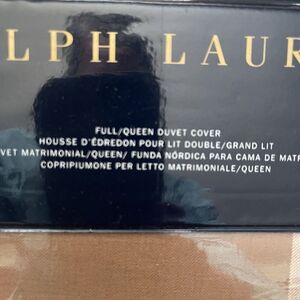 LPH LAUR
FULL/QUEEN DUVET COVER
HOUSSE D'ÉDREDON POUR LIT DOUBLE/GRAND LIT
VET MATRIMONIAL/QUEEN/ FUNDA NÓRDICA PARA CAMA DE MATR
COPRIPIUMONE PER LETTO MATRIMONIALE/QUEEN